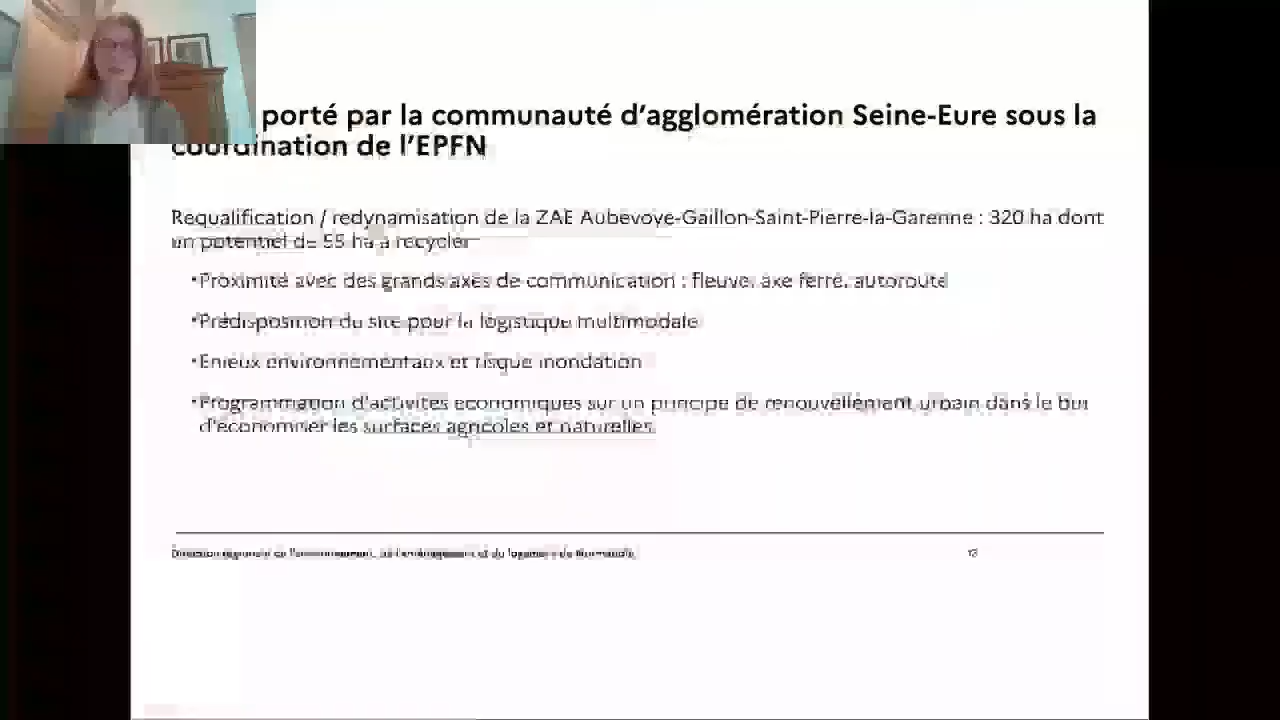 porté par la communauté d'agglomération Seine-Eure sous la
coordination de l'EPFN
Requalification / redynamisation de la ZAE Aubevoye-Gaillon-Saint-Pierre-la-Garenne : 320 ha dont
un potentiel de 55 ha à recycler
•Proximité avec des grands axes de communication : fleuve, axe ferré, autoroute
•Prédisposition du site pour la logistique multimodale
•Enjeux environnementaux et risque inondation
•Programmation d'activités économiques sur un principe de renouvellement urbain dans le but
d'économiser les surfaces agricoles et naturelles
Direction régionale de l'environnement, de l'aménagement et du logement de Normandie